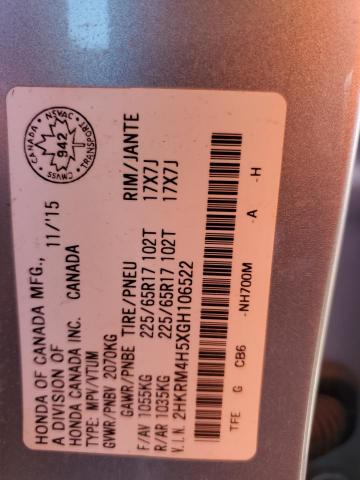 HONDA OF CANADA MFG., 11/'15
A DIVISION OF
HONDA CANADA INC. CANADA
TYPE: MPV/VTUM
GVWR/PNBV 2070KG
GAWR/PNBE TIRE/PNEU RIM/JANTE
F/AV 1055KG 225/65R17 102T 17X7J
R/AR 1035KG 225/65R17 102T 17X7J
V.I.N. 2HKRM4H5XGH106522
TFE G CB6 -NH700M -A -H
CANADA
NSVAC
942
TRANSPORT
CMVSS